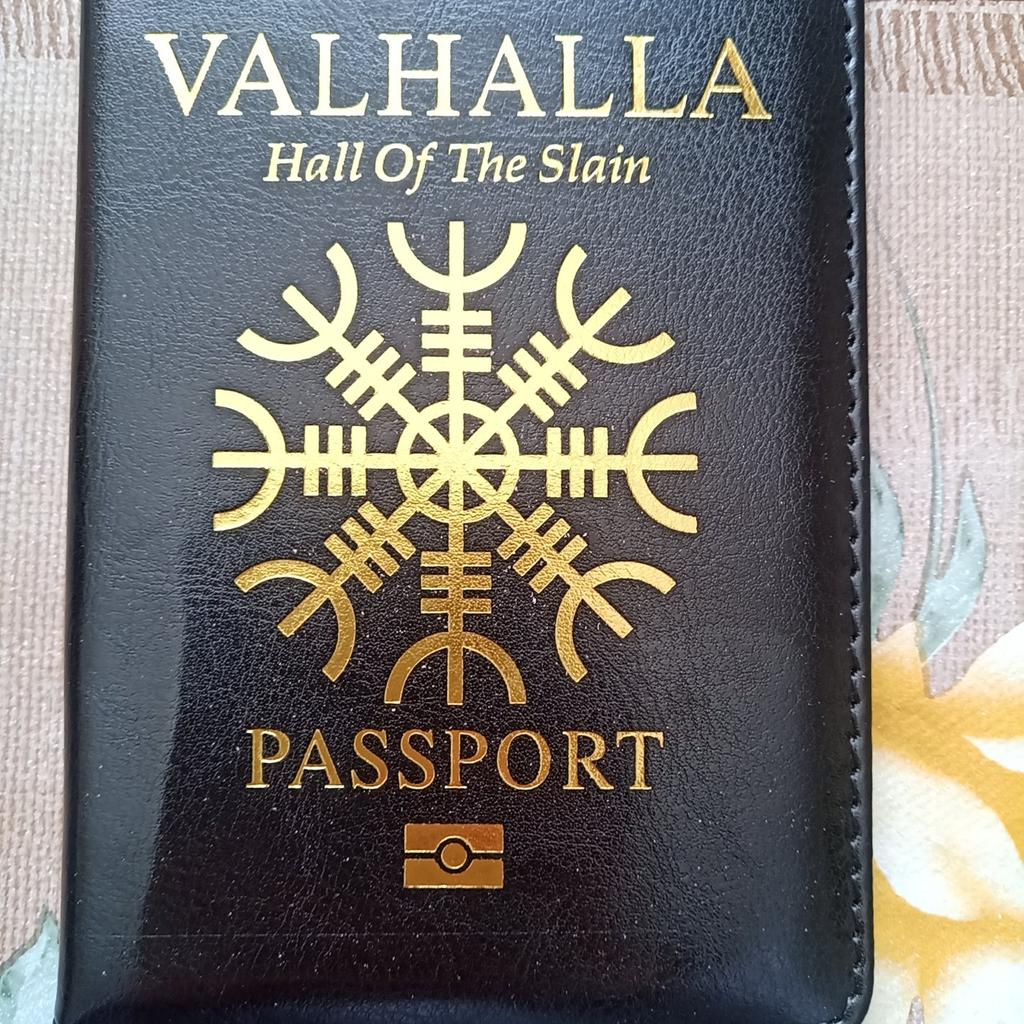 VALHALLA
Hall Of The Slain
PASSPORT